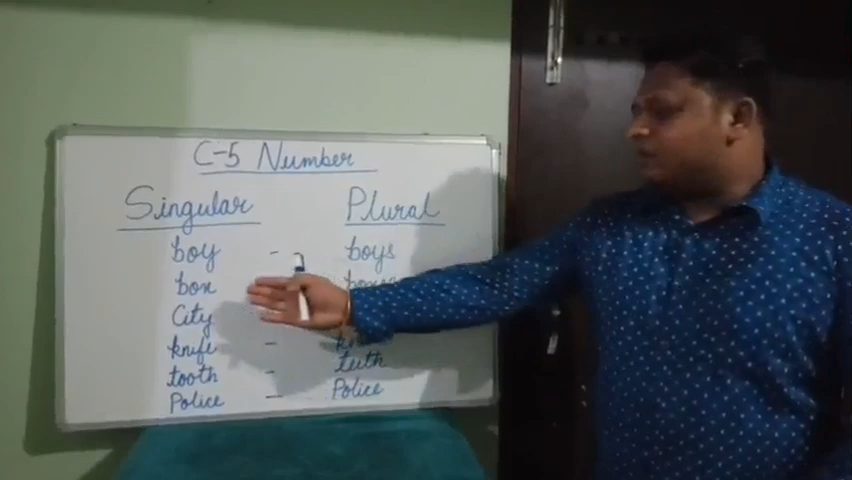 C-5 Number
Singular Plural
boy - boys
box
City
knife -
tooth - teeth
Police - Police